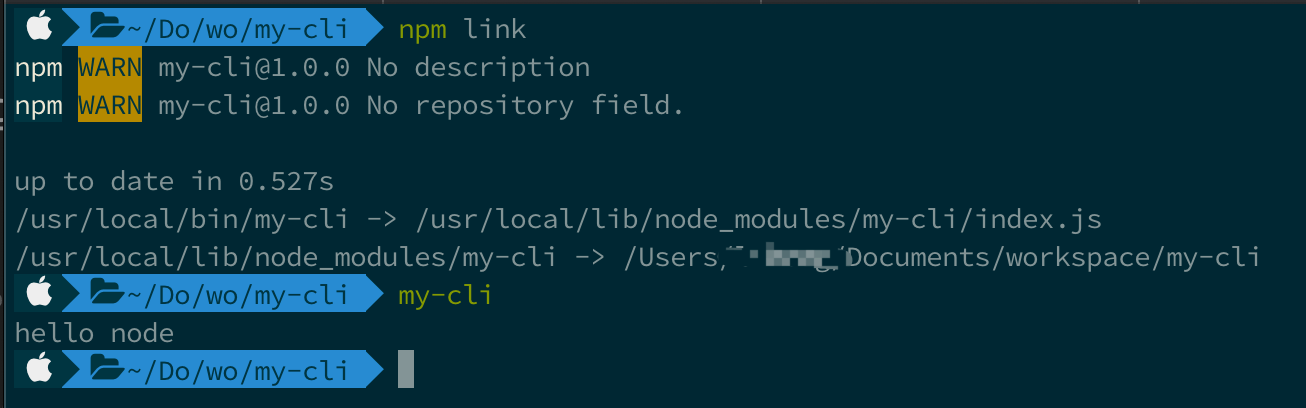 ~/Do/wo/my-cli npm link
npm WARN my-cli@1.0.0 No description
npm WARN my-cli@1.0.0 No repository field.
up to date in 0.527s
/usr/local/bin/my-cli -> /usr/local/lib/node_modules/my-cli/index.js
/usr/local/lib/node_modules/my-cli -> /Users/ /Documents/workspace/my-cli
~/Do/wo/my-cli my-cli
hello node
~/Do/wo/my-cli